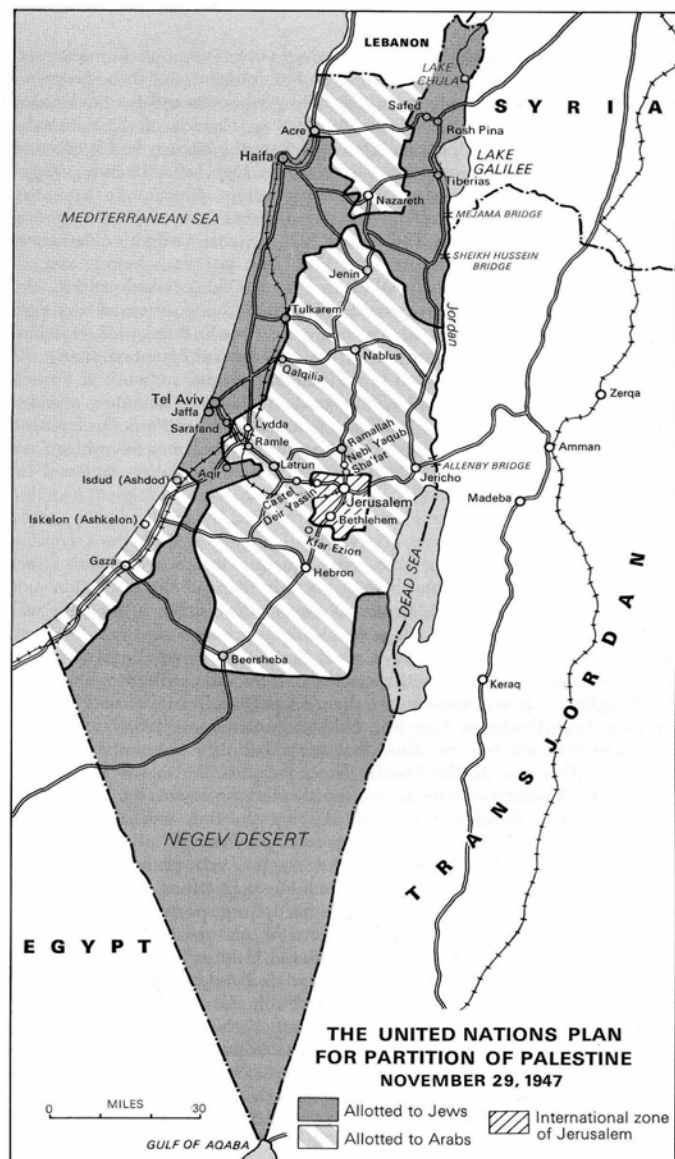 LEBANON
LAKE
CHULA
SYRIA
Safed
Rosh Pina
Acre
Haifa
LAKE
GALILEE
Tiberias
Nazareth
MEDITERRANEAN SEA
MEJAMA BRIDGE
SHEIKH HUSSEIN
BRIDGE
Jenin
Jordan
Tulkarem
Nablus
Qalqilia
Zerqa
Tel Aviv
Jaffa
Sarafand
Lydda
Ramle
Ramallah
Nebi Yaqub
Sha'fat
Amman
Latrun
Aqir
ALLENBY BRIDGE
Jericho
Isdud (Ashdod)
Castel
Deir Yassin
Jerusalem
Madeba
Bethlehem
Iskelon (Ashkelon)
Kfar Ezion
Gaza
Hebron
DEAD SEA
Beersheba
Keraq
TRANSJORDAN
NEGEV DESERT
EGYPT
THE UNITED NATIONS PLAN
FOR PARTITION OF PALESTINE
NOVEMBER 29, 1947
0 MILES 30
Allotted to Jews
Allotted to Arabs
International zone
of Jerusalem
GULF OF AQABA